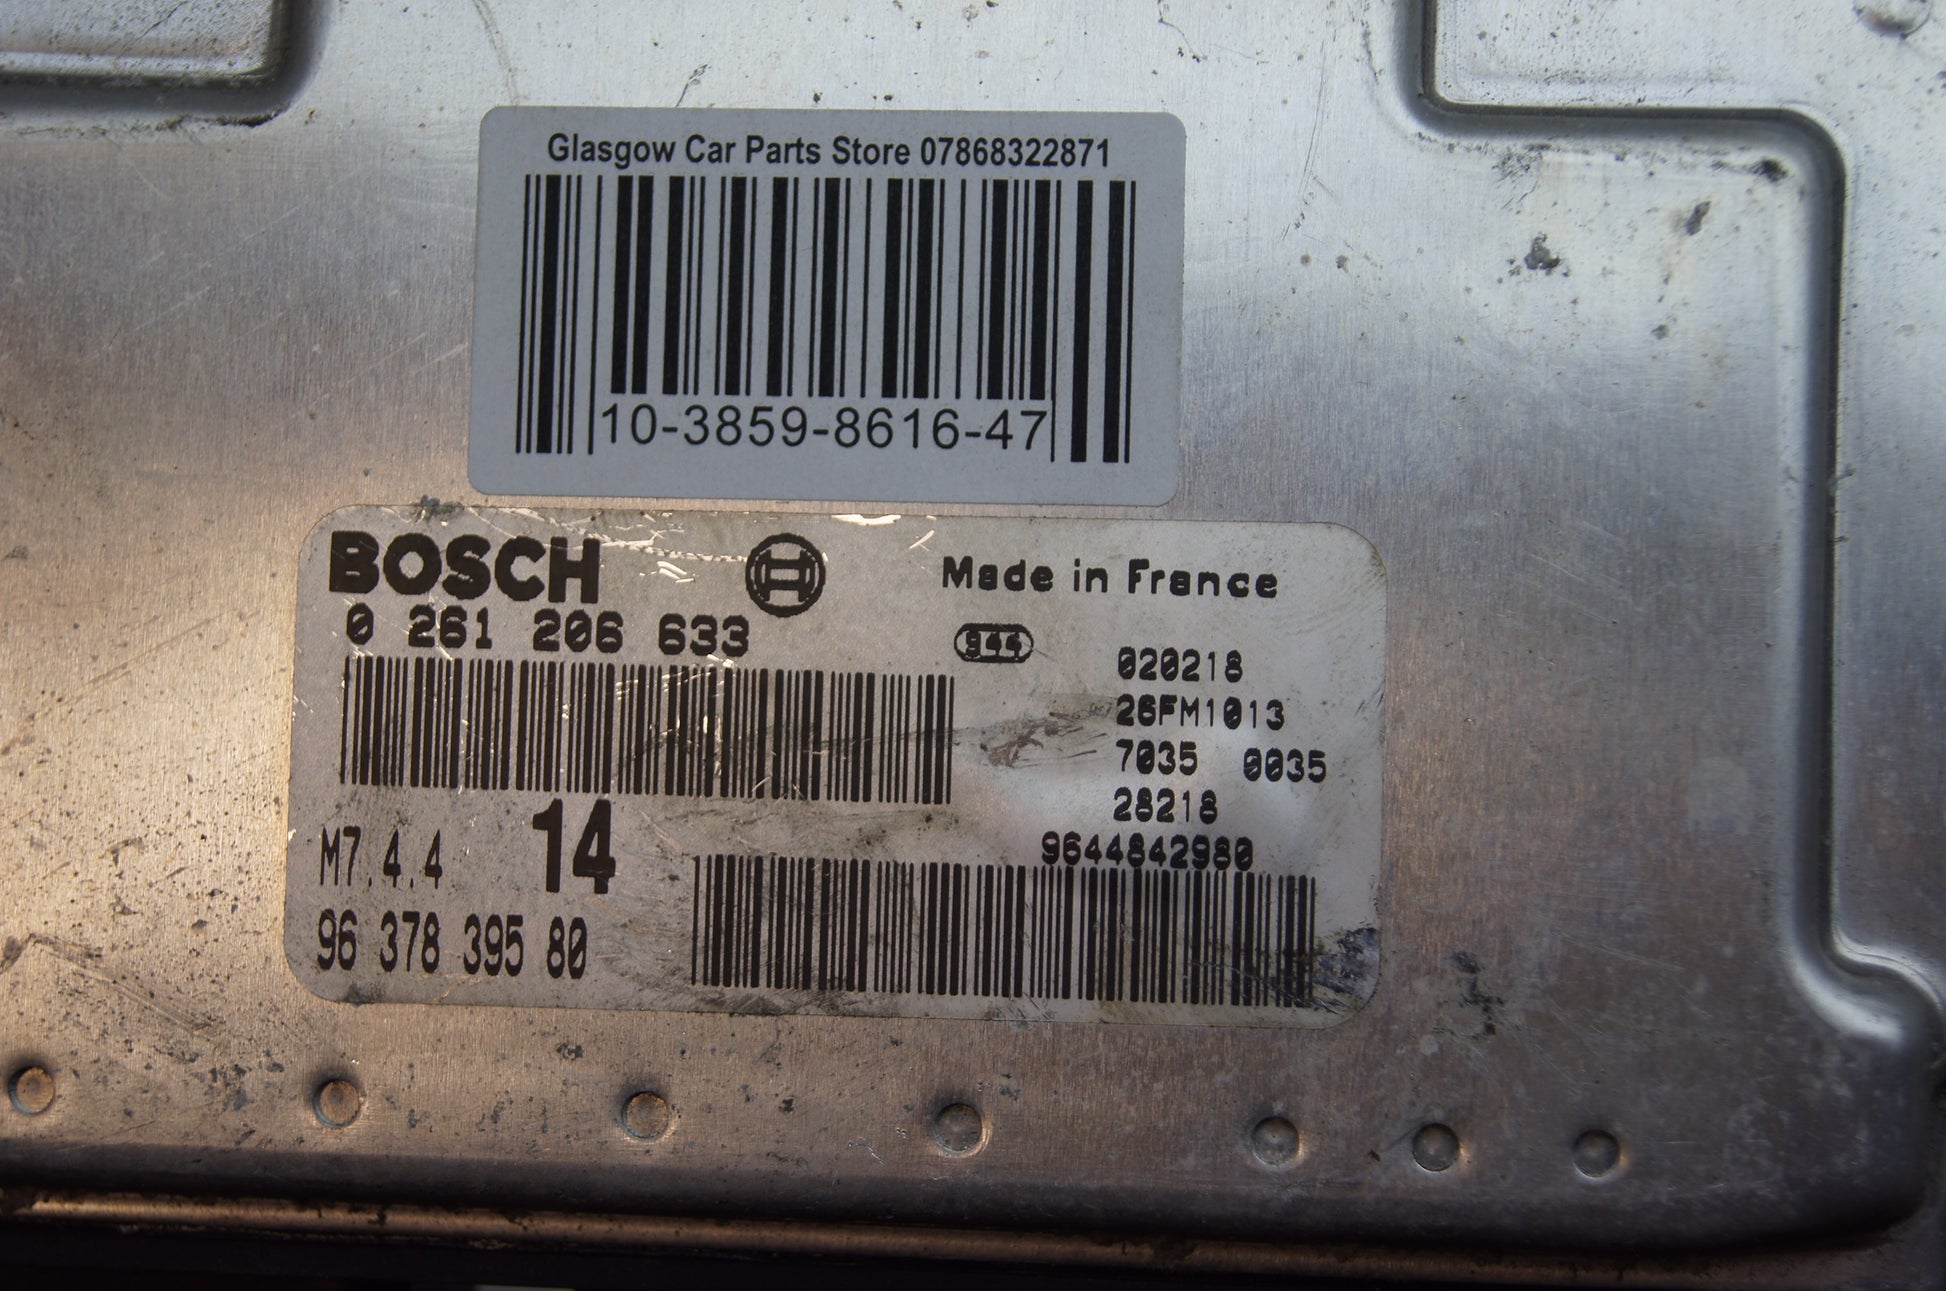 Glasgow Car Parts Store 07868322871
10-3859-8616-47
BOSCH
Made in France
0 261 206 633
944
020218
26FM1013
7035 0035
28218
M7.4.4
14
9644842980
96 378 395 80